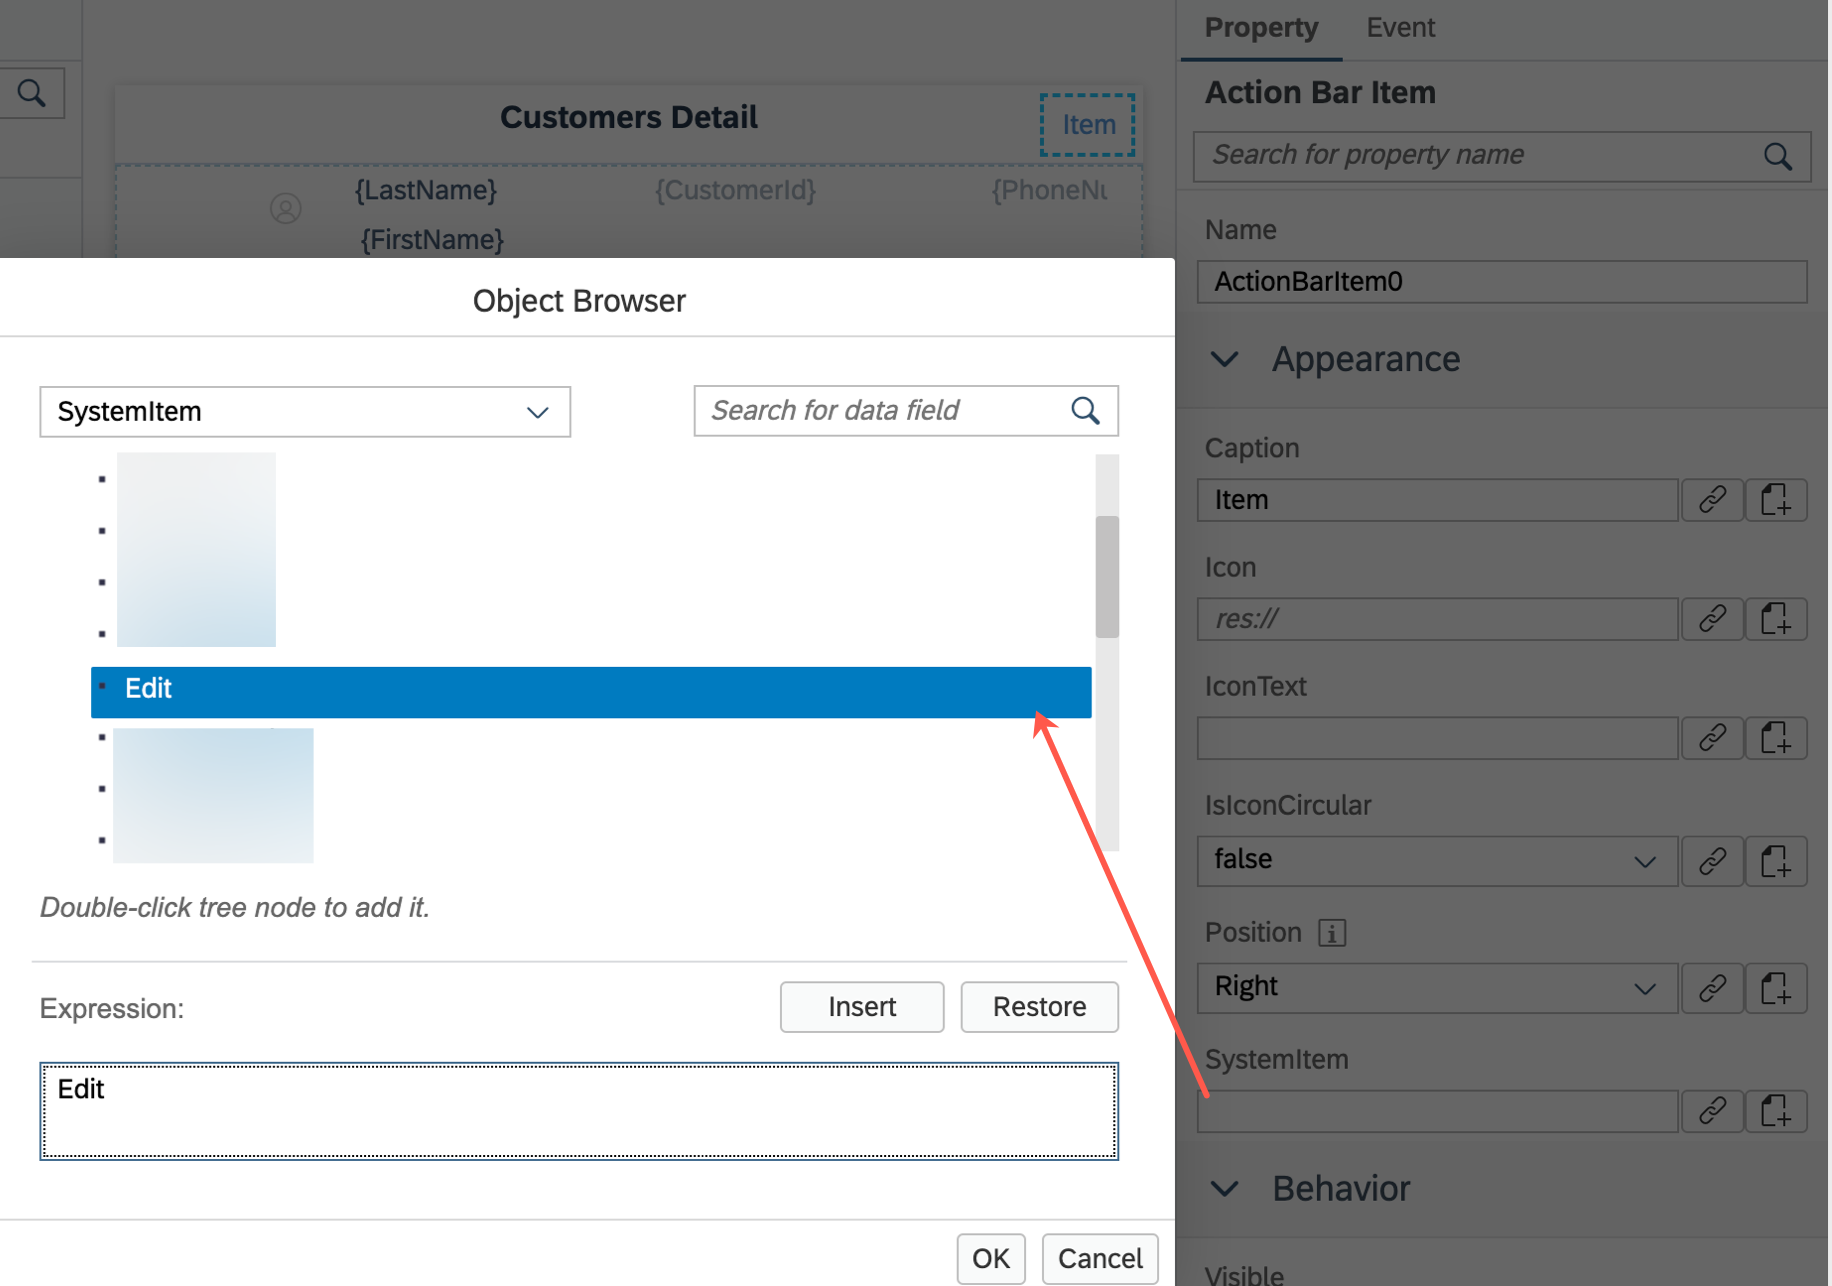 Property
Event
Action Bar Item
Search for property name
Customers Detail
Item
{LastName}
{CustomerId}
{PhoneNu
{FirstName}
Name
ActionBarItem0
Object Browser
Appearance
SystemItem
Search for data field
Caption
Item
Icon
res://
Edit
IconText
IsIconCircular
false
Double-click tree node to add it.
Position
Right
Expression:
Insert
Restore
SystemItem
Edit
Behavior
OK
Cancel
Visible